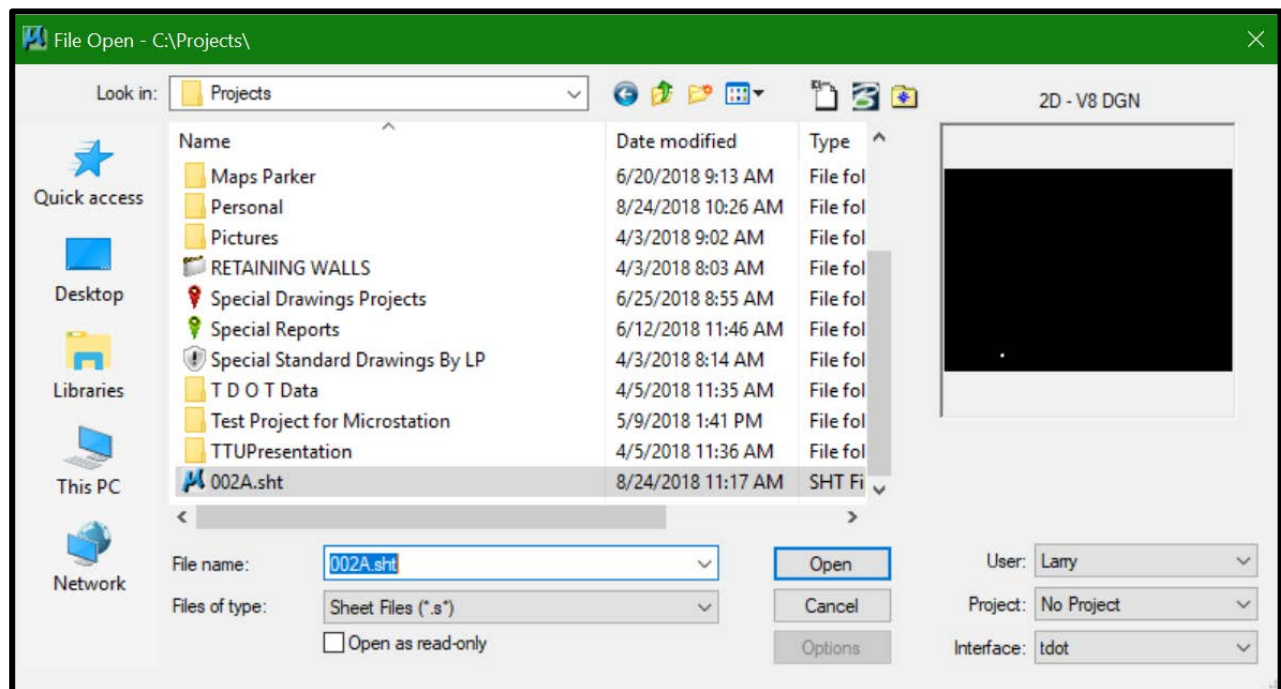 File Open - C:\Projects\
Look in: Projects
2D - V8 DGN
Name Date modified Type
Quick access
Desktop
Libraries
This PC
Network
Maps Parker 6/20/2018 9:13 AM File fol
Personal 8/24/2018 10:26 AM File fol
Pictures 4/3/2018 9:02 AM File fol
RETAINING WALLS 4/3/2018 8:03 AM File fol
Special Drawings Projects 6/25/2018 8:55 AM File fol
Special Reports 6/12/2018 11:46 AM File fol
Special Standard Drawings By LP 4/3/2018 8:14 AM File fol
T D O T Data 4/5/2018 11:35 AM File fol
Test Project for Microstation 5/9/2018 1:41 PM File fol
TTUPresentation 4/5/2018 11:36 AM File fol
002A.sht 8/24/2018 11:17 AM SHT Fi
File name: 002A.sht Open User: Larry
Files of type: Sheet Files (*.s*) Cancel Project: No Project
Open as read-only Options Interface: tdot